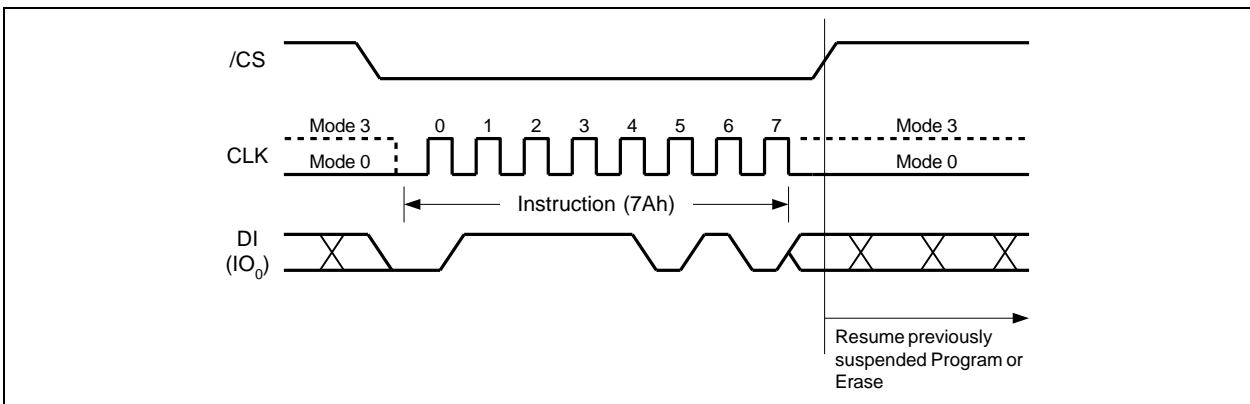 /CS
Mode 3 0 1 2 3 4 5 6 7 Mode 3
CLK
Mode 0 Mode 0
Instruction (7Ah)
DI
(IO0)
Resume previously
suspended Program or
Erase